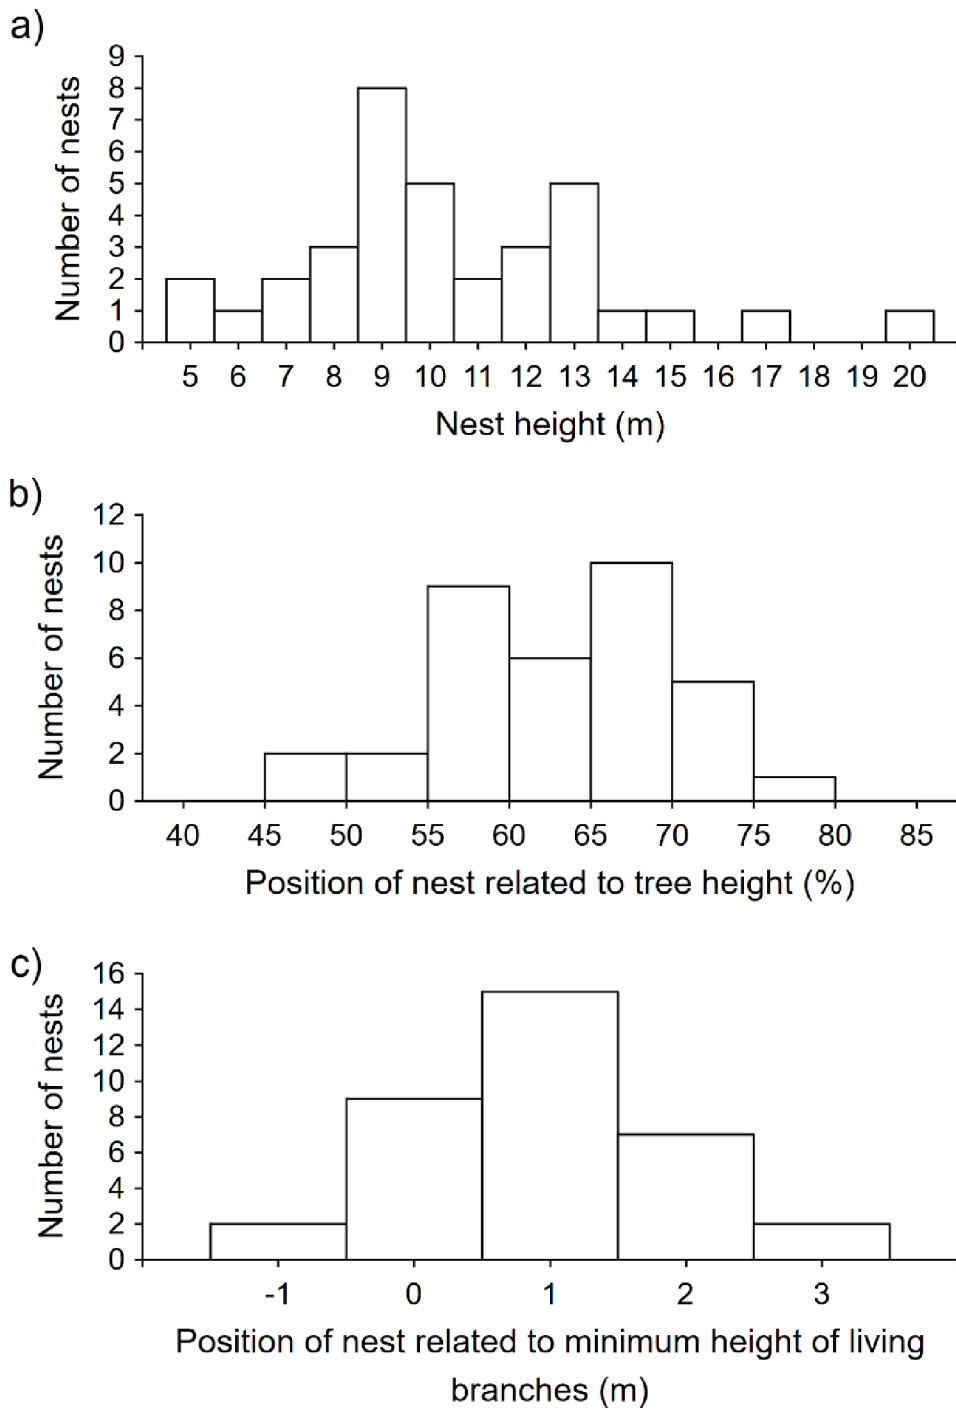 a)
Number of nests
9
8
7
6
5
4
3
2
1
0
5 6 7 8 9 10 11 12 13 14 15 16 17 18 19 20
Nest height (m)
b)
Number of nests
12
10
8
6
4
2
0
40 45 50 55 60 65 70 75 80 85
Position of nest related to tree height (%)
c)
Number of nests
16
14
12
10
8
6
4
2
0
-1 0 1 2 3
Position of nest related to minimum height of living
branches (m)